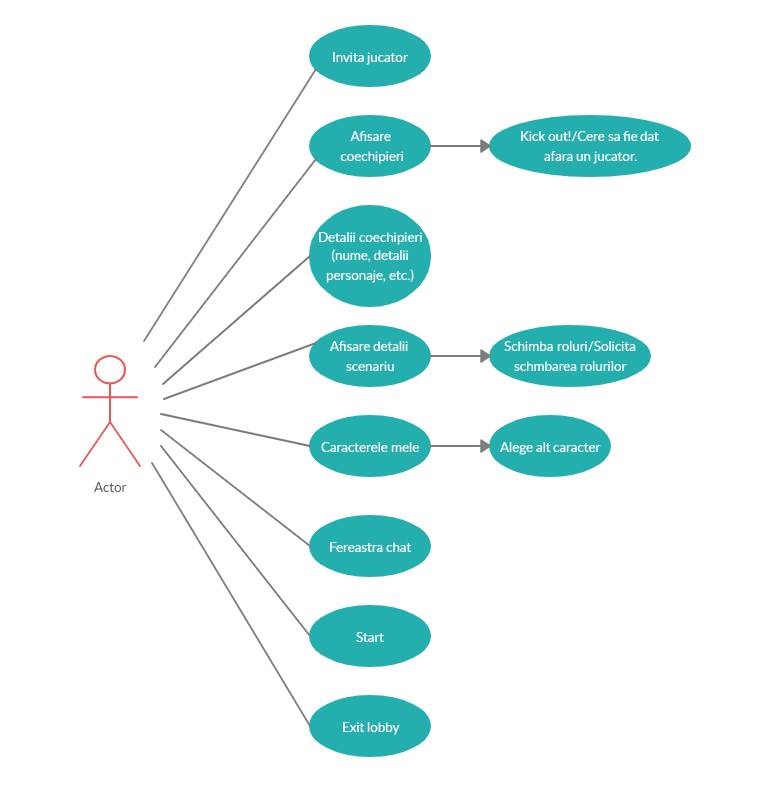 Invita jucator
Afisare
coechipieri
Kick out!/Cere sa fie dat
afara un jucator.
Detalii coechipieri
(nume, detalii
personaje, etc.)
Afisare detalii
scenariu
Schimba roluri/Solicita
schmbarea rolurilor
Caracterele mele
Alege alt caracter
Actor
Fereastra chat
Start
Exit lobby